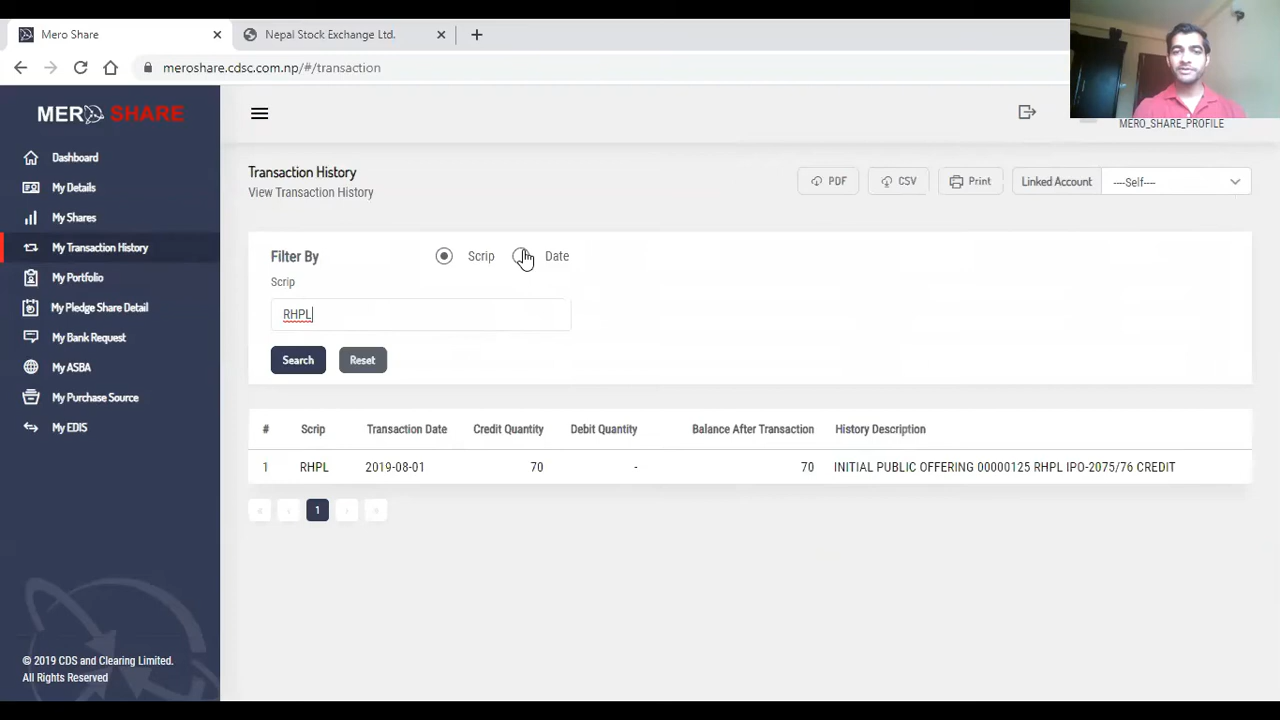 Mero Share
Nepal Stock Exchange Ltd.
meroshare.cdsc.com.np/#/transaction
MERO SHARE
MERO_SHARE_PROFILE
Dashboard
My Details
My Shares
My Transaction History
My Portfolio
My Pledge Share Detail
My Bank Request
My ASBA
My Purchase Source
My EDIS
© 2019 CDS and Clearing Limited.
All Rights Reserved
Transaction History
View Transaction History
PDF CSV Print Linked Account ----Self----
Filter By Scrip Date
Scrip
RHPL
Search Reset
# Scrip Transaction Date Credit Quantity Debit Quantity Balance After Transaction History Description
1 RHPL 2019-08-01 70 - 70 INITIAL PUBLIC OFFERING 00000125 RHPL IPO-2075/76 CREDIT
« ‹ 1 › »